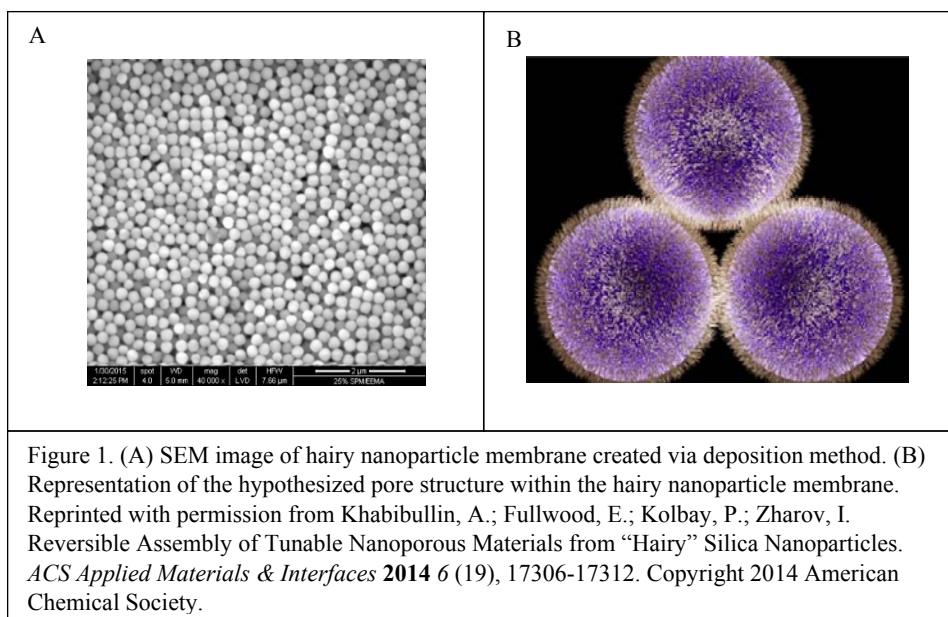 A
B
1/30/2015 spot WD mag det HFW 2 µm
2:12:25 PM 4.0 5.0 mm 40,000 x LVD 7.66 µm 25% SPM/EEMA
Figure 1. (A) SEM image of hairy nanoparticle membrane created via deposition method. (B)
Representation of the hypothesized pore structure within the hairy nanoparticle membrane.
Reprinted with permission from Khabibullin, A.; Fullwood, E.; Kolbay, P.; Zharov, I.
Reversible Assembly of Tunable Nanoporous Materials from “Hairy” Silica Nanoparticles.
ACS Applied Materials & Interfaces 2014 6 (19), 17306-17312. Copyright 2014 American
Chemical Society.